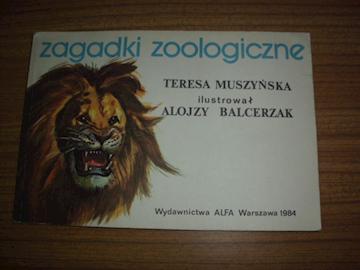 zagadki zoologiczne
TERESA MUSZYŃSKA
ilustrował
ALOJZY BALCERZAK
Wydawnictwa ALFA Warszawa 1984